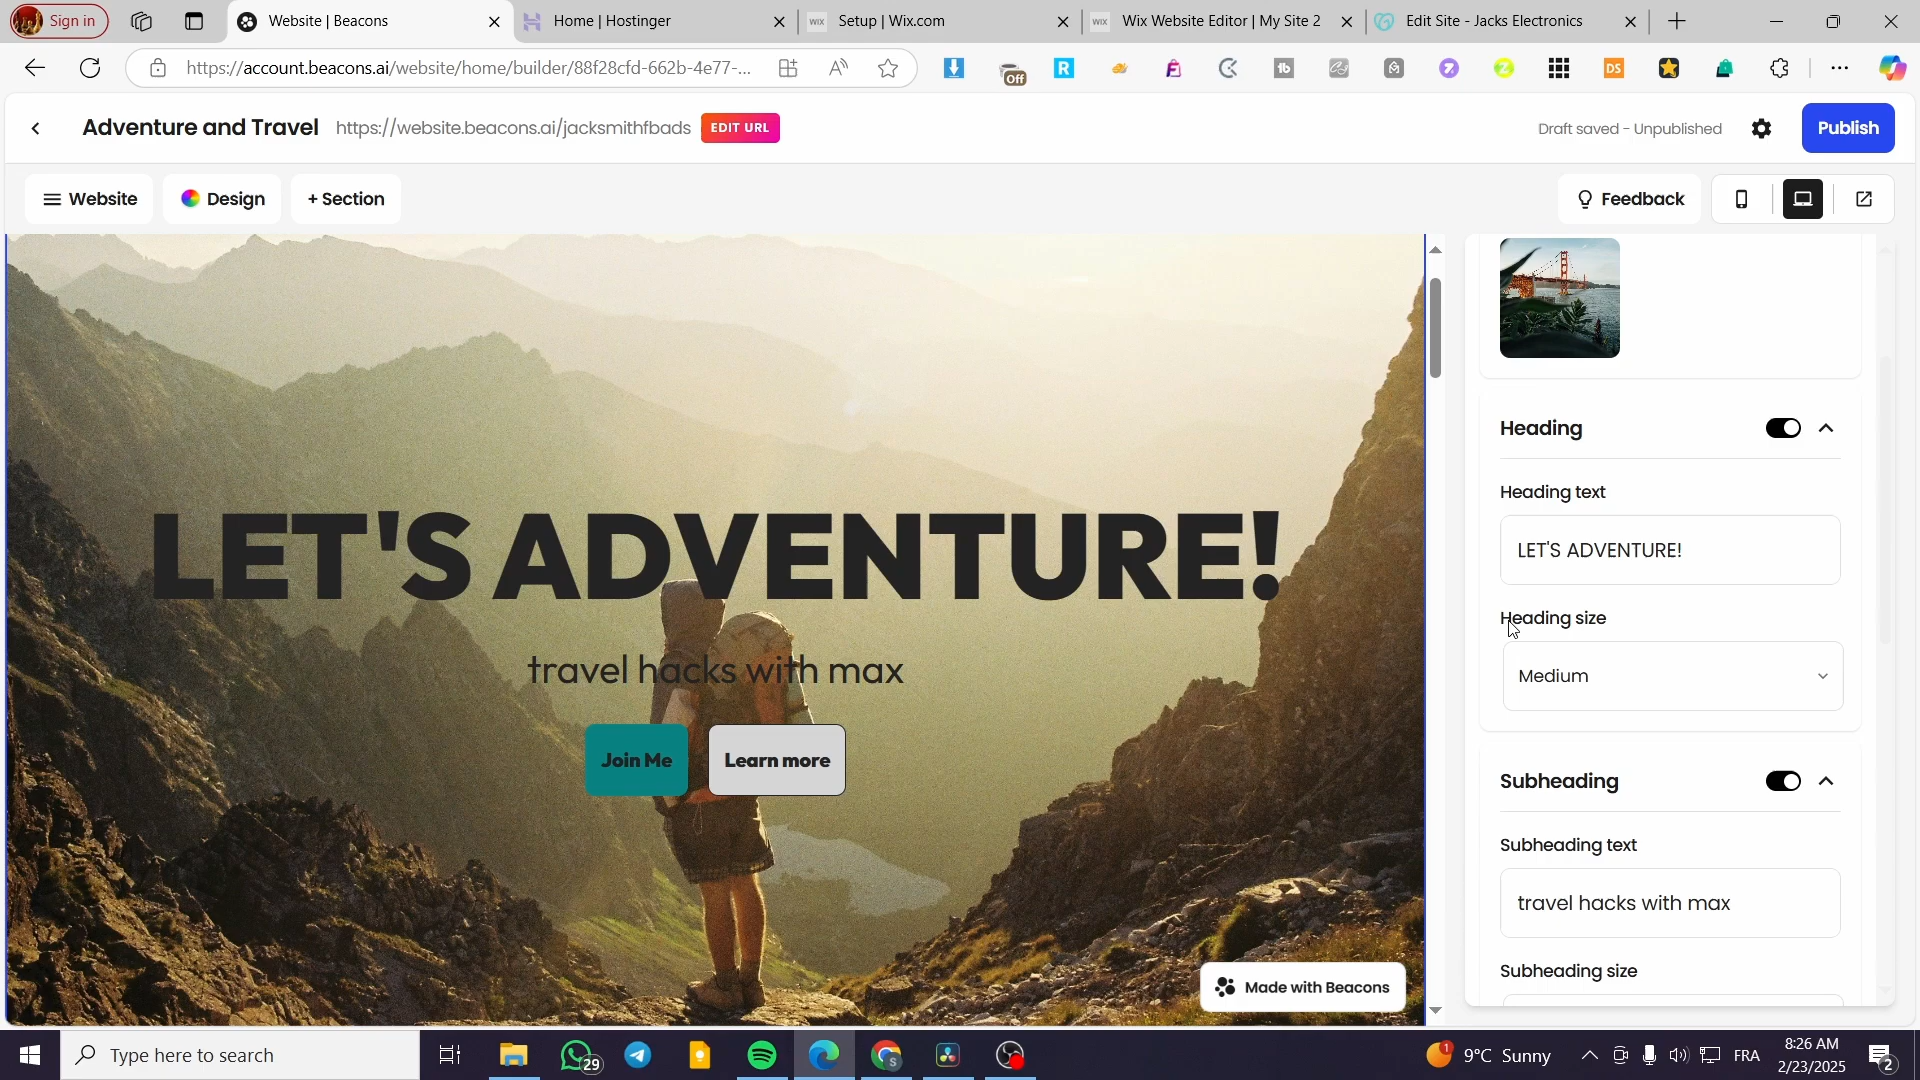 Sign in
Website | Beacons
Home | Hostinger
Setup | Wix.com
Wix Website Editor | My Site 2
Edit Site - Jacks Electronics
https://account.beacons.ai/website/home/builder/88f28cfd-662b-4e77-...
Off
Adventure and Travel
https://website.beacons.ai/jacksmithfbads
EDIT URL
Draft saved - Unpublished
Publish
Website
Design
+ Section
Feedback
Heading
Heading text
LET'S ADVENTURE!
Heading size
Medium
Subheading
Subheading text
travel hacks with max
Subheading size
LET'S ADVENTURE!
travel hacks with max
Join Me
Learn more
Made with Beacons
Type here to search
29
1
9°C Sunny
FRA
8:26 AM
2/23/2025
2